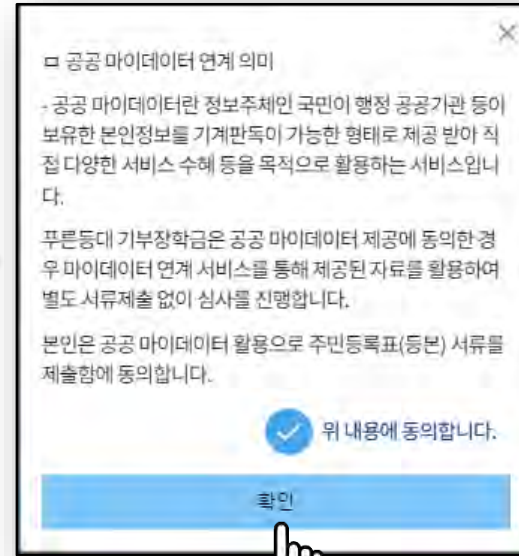 ㅁ 공공 마이데이터 연계 의미
- 공공 마이데이터란 정보주체인 국민이 행정 공공기관 등이
보유한 본인정보를 기계판독이 가능한 형태로 제공 받아 직
접 다양한 서비스 수혜 등을 목적으로 활용하는 서비스입니
다.
푸른등대 기부장학금은 공공 마이데이터 제공에 동의한 경
우 마이데이터 연계 서비스를 통해 제공된 자료를 활용하여
별도 서류제출 없이 심사를 진행합니다.
본인은 공공 마이데이터 활용으로 주민등록표(등본) 서류를
제출함에 동의합니다.
위 내용에 동의합니다.
확인